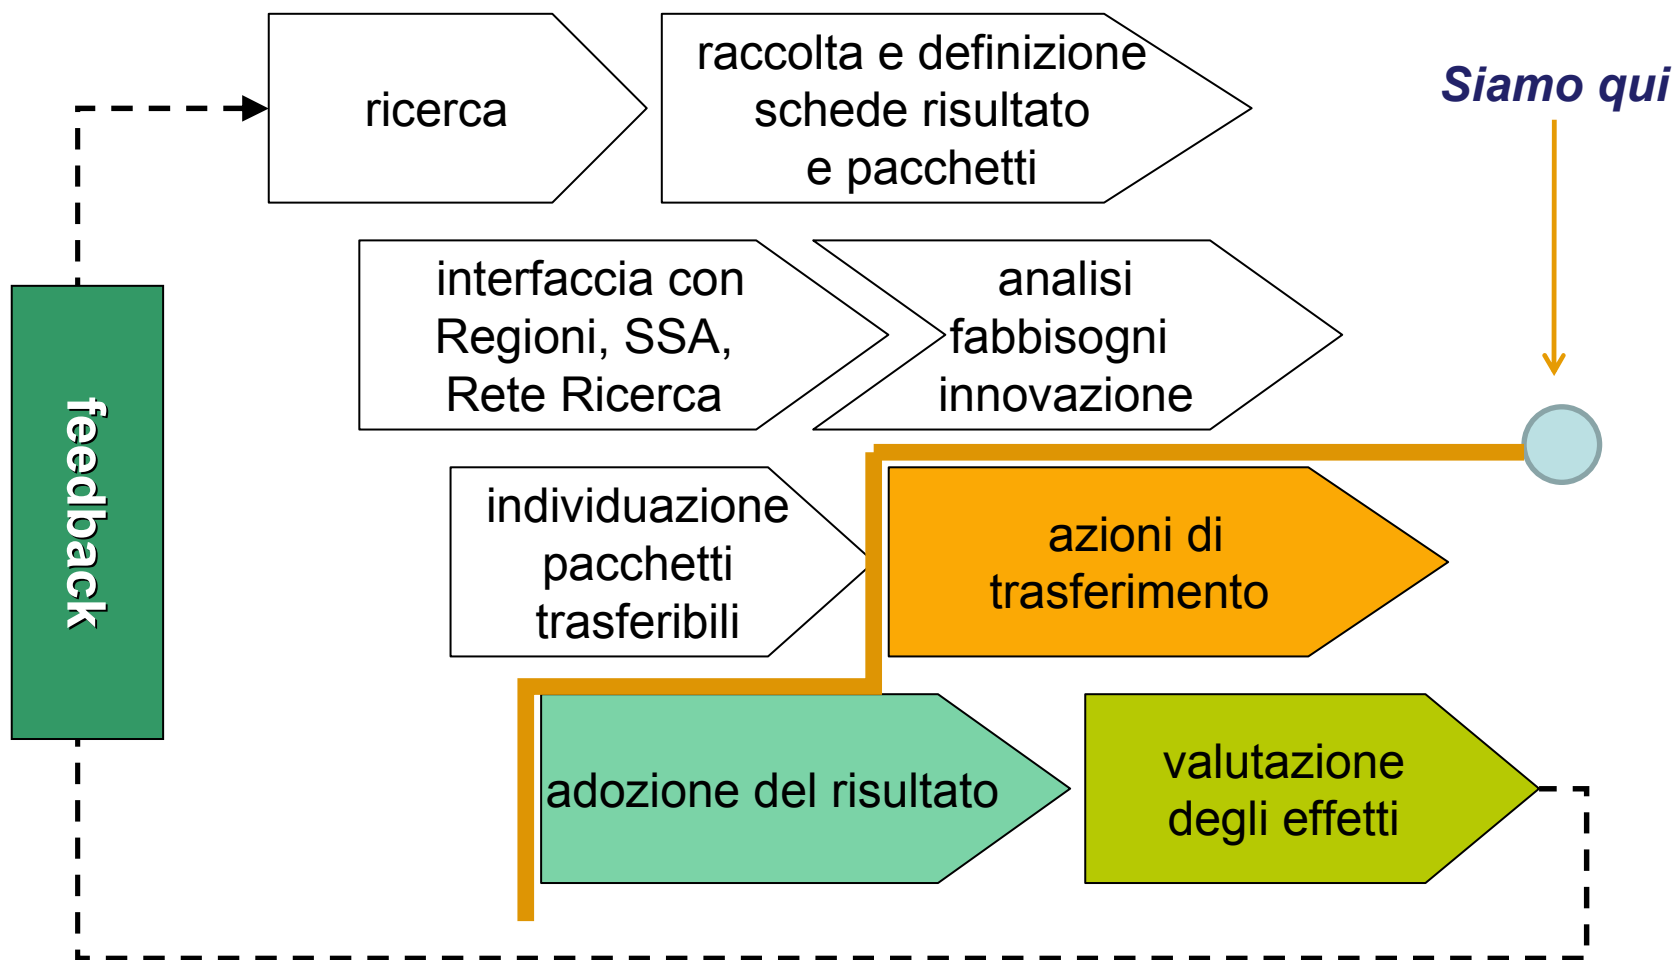 ricerca
raccolta e definizione
schede risultato
e pacchetti
Siamo qui
interfaccia con
Regioni, SSA,
Rete Ricerca
analisi
fabbisogni
innovazione
feedback
individuazione
pacchetti
trasferibili
azioni di
trasferimento
adozione del risultato
valutazione
degli effetti